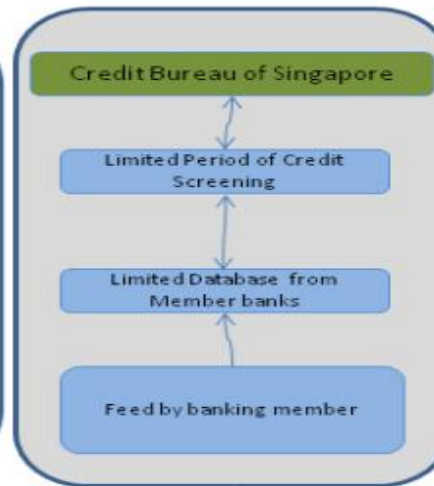 Credit Bureau of Singapore
Limited Period of Credit
Screening
Limited Database from
Member banks
Feed by banking member